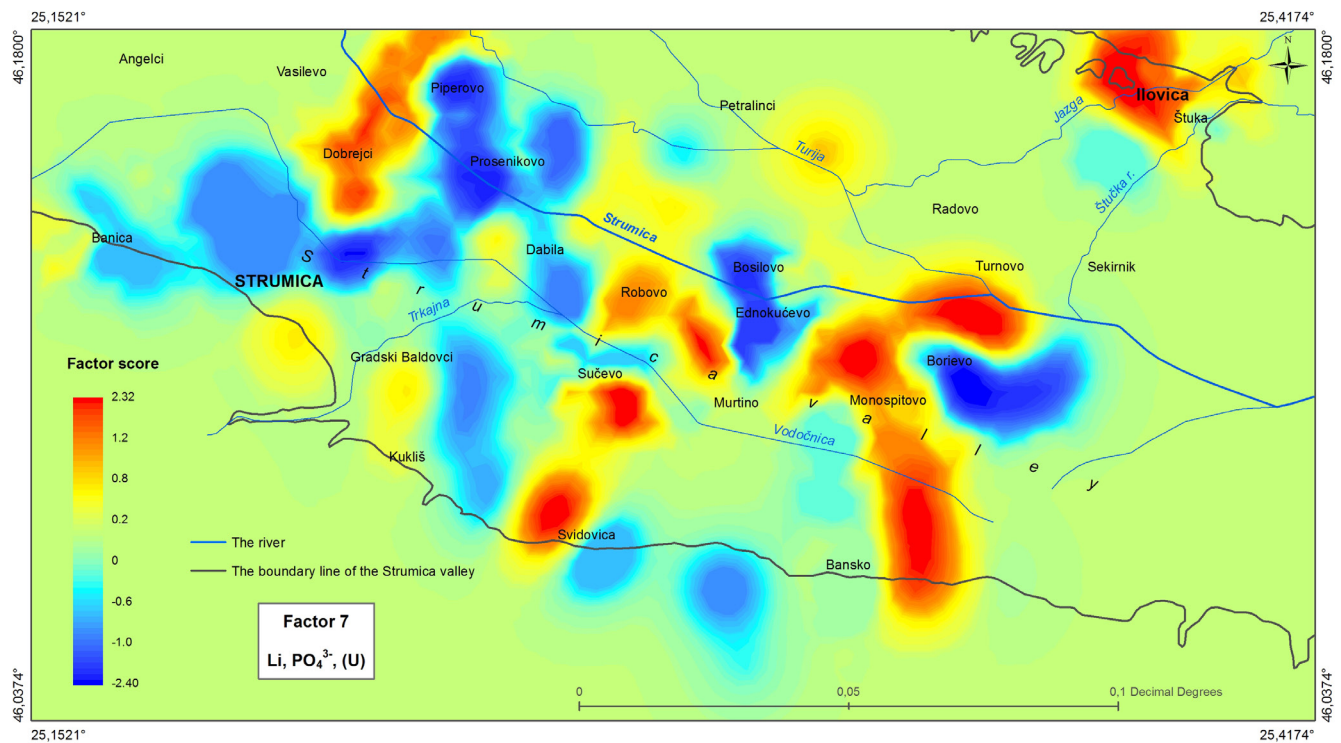 25,1521°
25,4174°
46,1800°
46,1800°
N
Angelci
Vasilevo
Piperovo
Petralinci
Ilovica
Jazga
Štuka
Dobrejci
Prosenikovo
Turija
Štučka r.
Radovo
Strumica
Banica
Dabila
STRUMICA
Bosilovo
Turnovo
Sekirnik
Robovo
Ednokućevo
Trkajna
Strumica valley
Gradski Baldovci
Borievo
Sučevo
Murtino
Monospitovo
Vodočnica
Kukliš
Svidovica
Bansko
Factor score
2.32
1.2
0.8
0.2
0
-0.6
-1.0
-2.40
The river
The boundary line of the Strumica valley
Factor 7
Li, PO₄³⁻, (U)
0
0,05
0,1 Decimal Degrees
46,0374°
46,0374°
25,1521°
25,4174°